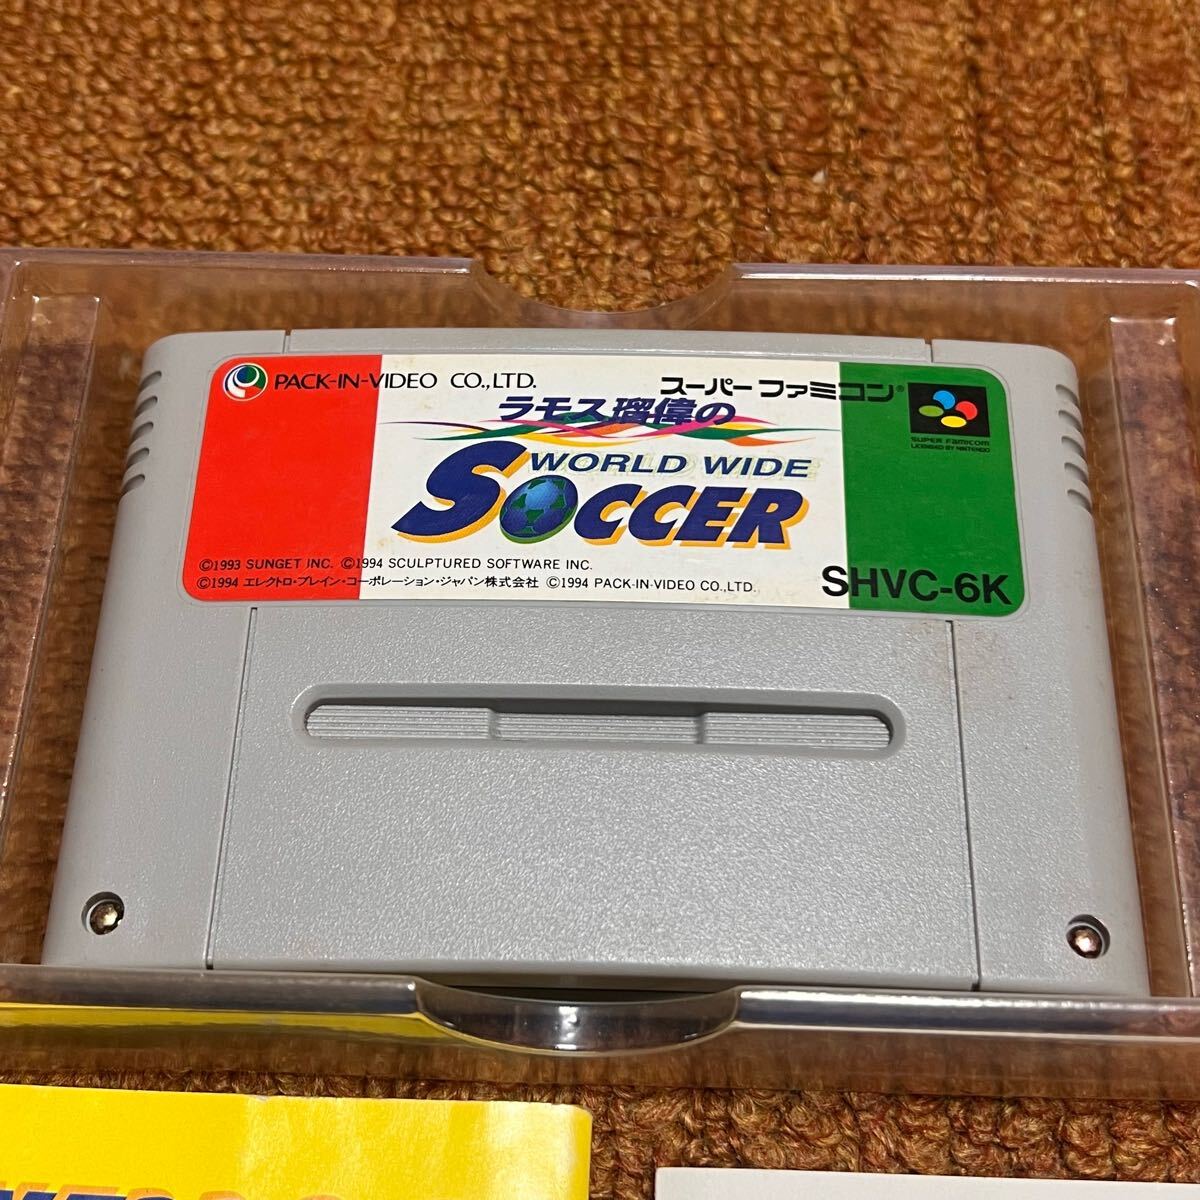 PACK-IN-VIDEO CO.,LTD.
スーパーファミコン®
ラモス瑠偉の
WORLD WIDE
SOCCER
SUPER FAMICOM
LICENSED BY NINTENDO
©1993 SUNGET INC. ©1994 SCULPTURED SOFTWARE INC.
©1994 エレクトロ・ブレイン・コーポレーション・ジャパン株式会社 ©1994 PACK-IN-VIDEO CO.,LTD.
SHVC-6K